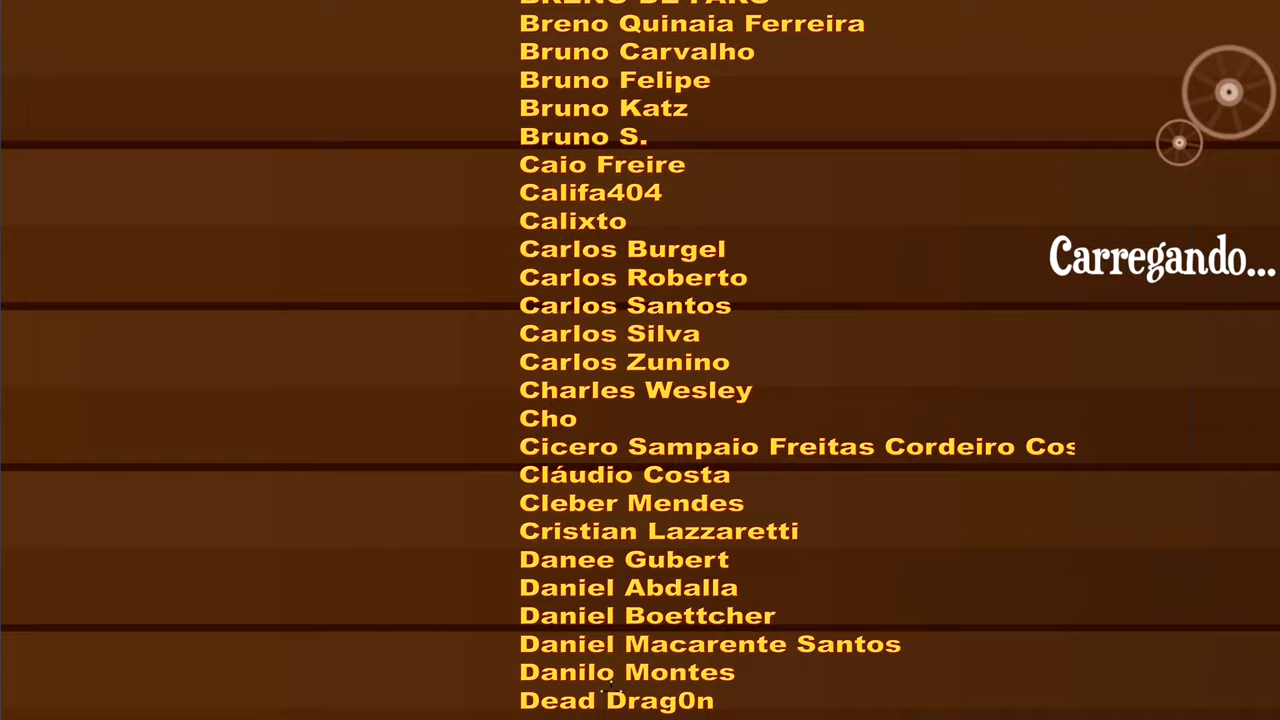 Breno Quinaia Ferreira
Bruno Carvalho
Bruno Felipe
Bruno Katz
Bruno S.
Caio Freire
Califa404
Calixto
Carlos Burgel
Carlos Roberto
Carlos Santos
Carlos Silva
Carlos Zunino
Charles Wesley
Cho
Cicero Sampaio Freitas Cordeiro Cos
Cláudio Costa
Cleber Mendes
Cristian Lazzaretti
Danee Gubert
Daniel Abdalla
Daniel Boettcher
Daniel Macarente Santos
Danilo Montes
Dead Drag0n
Carregando...